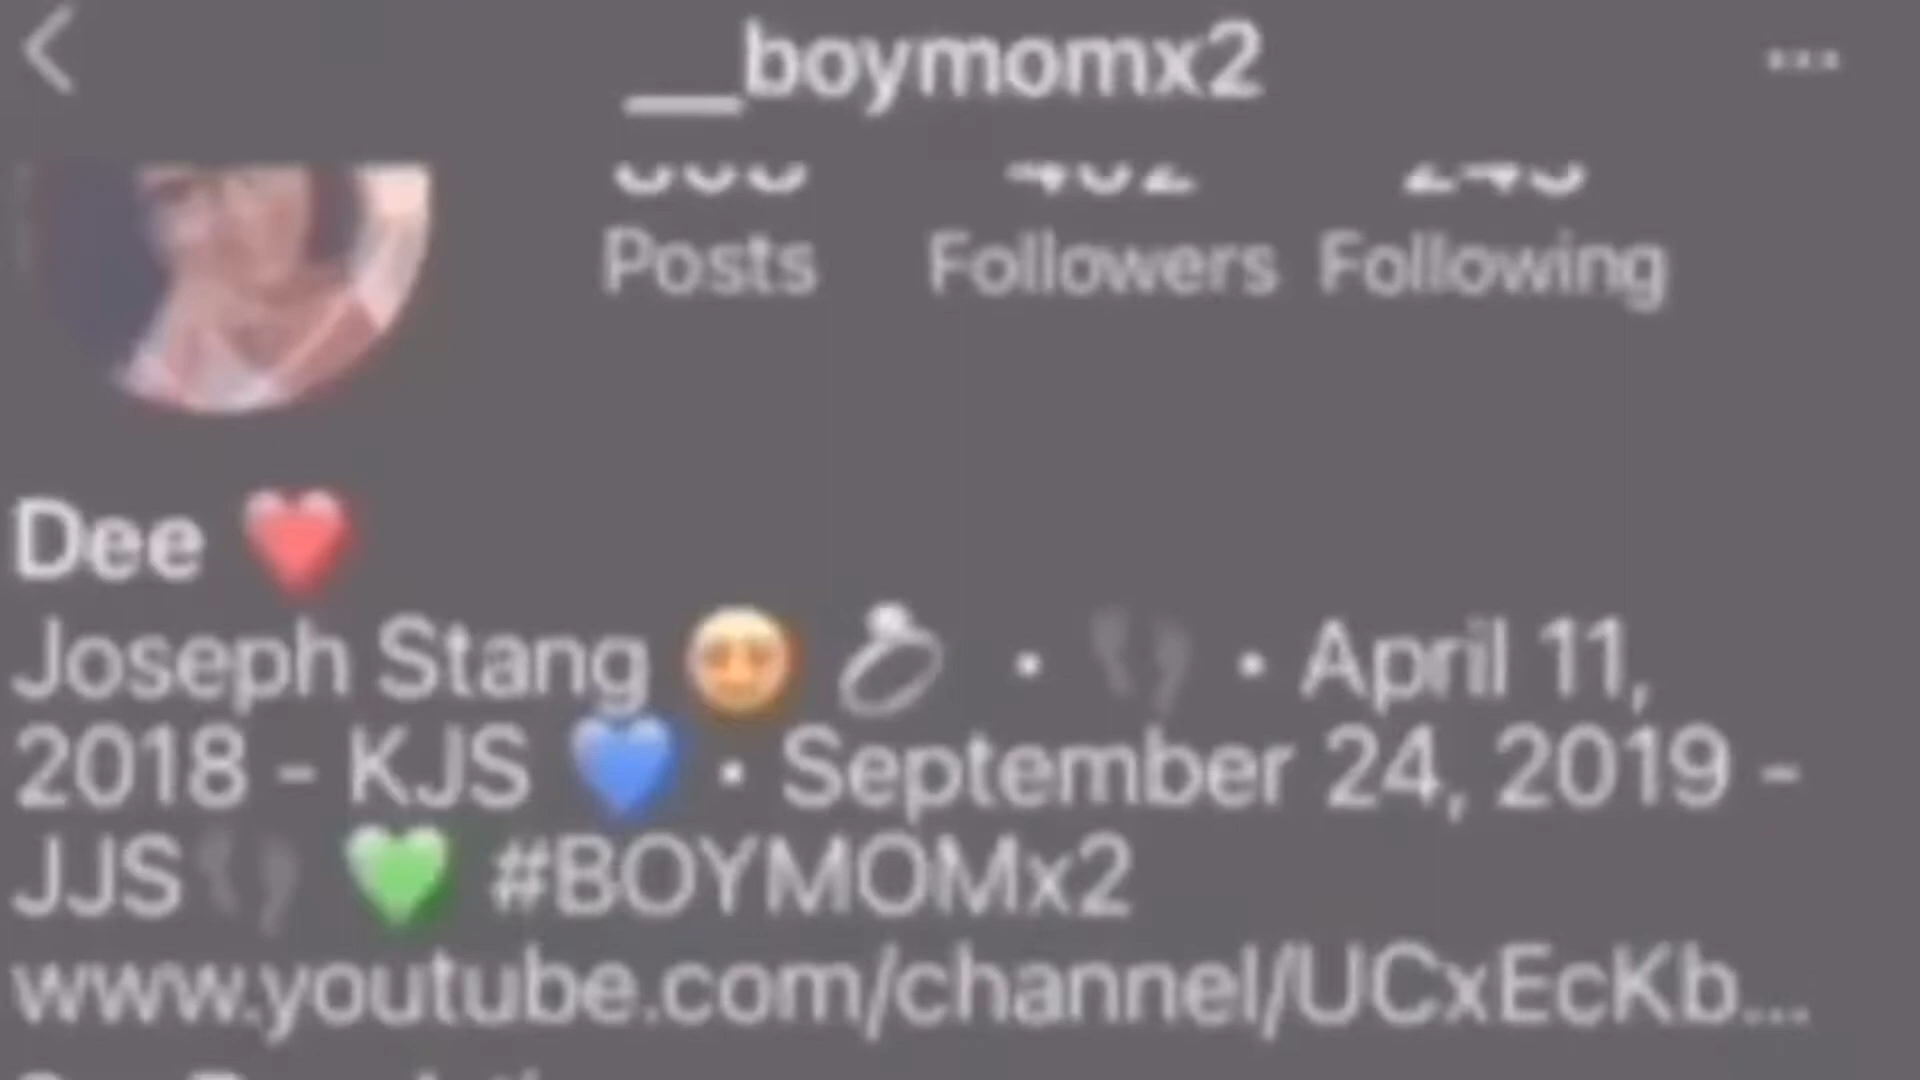 __boymomx2
Posts Followers Following
Dee ❤️
Joseph Stang 🥰 💍 • 👣 • April 11,
2018 - KJS 💙 • September 24, 2019 -
JJS👣 💚 #BOYMOMx2
www.youtube.com/channel/UCxEcKb...